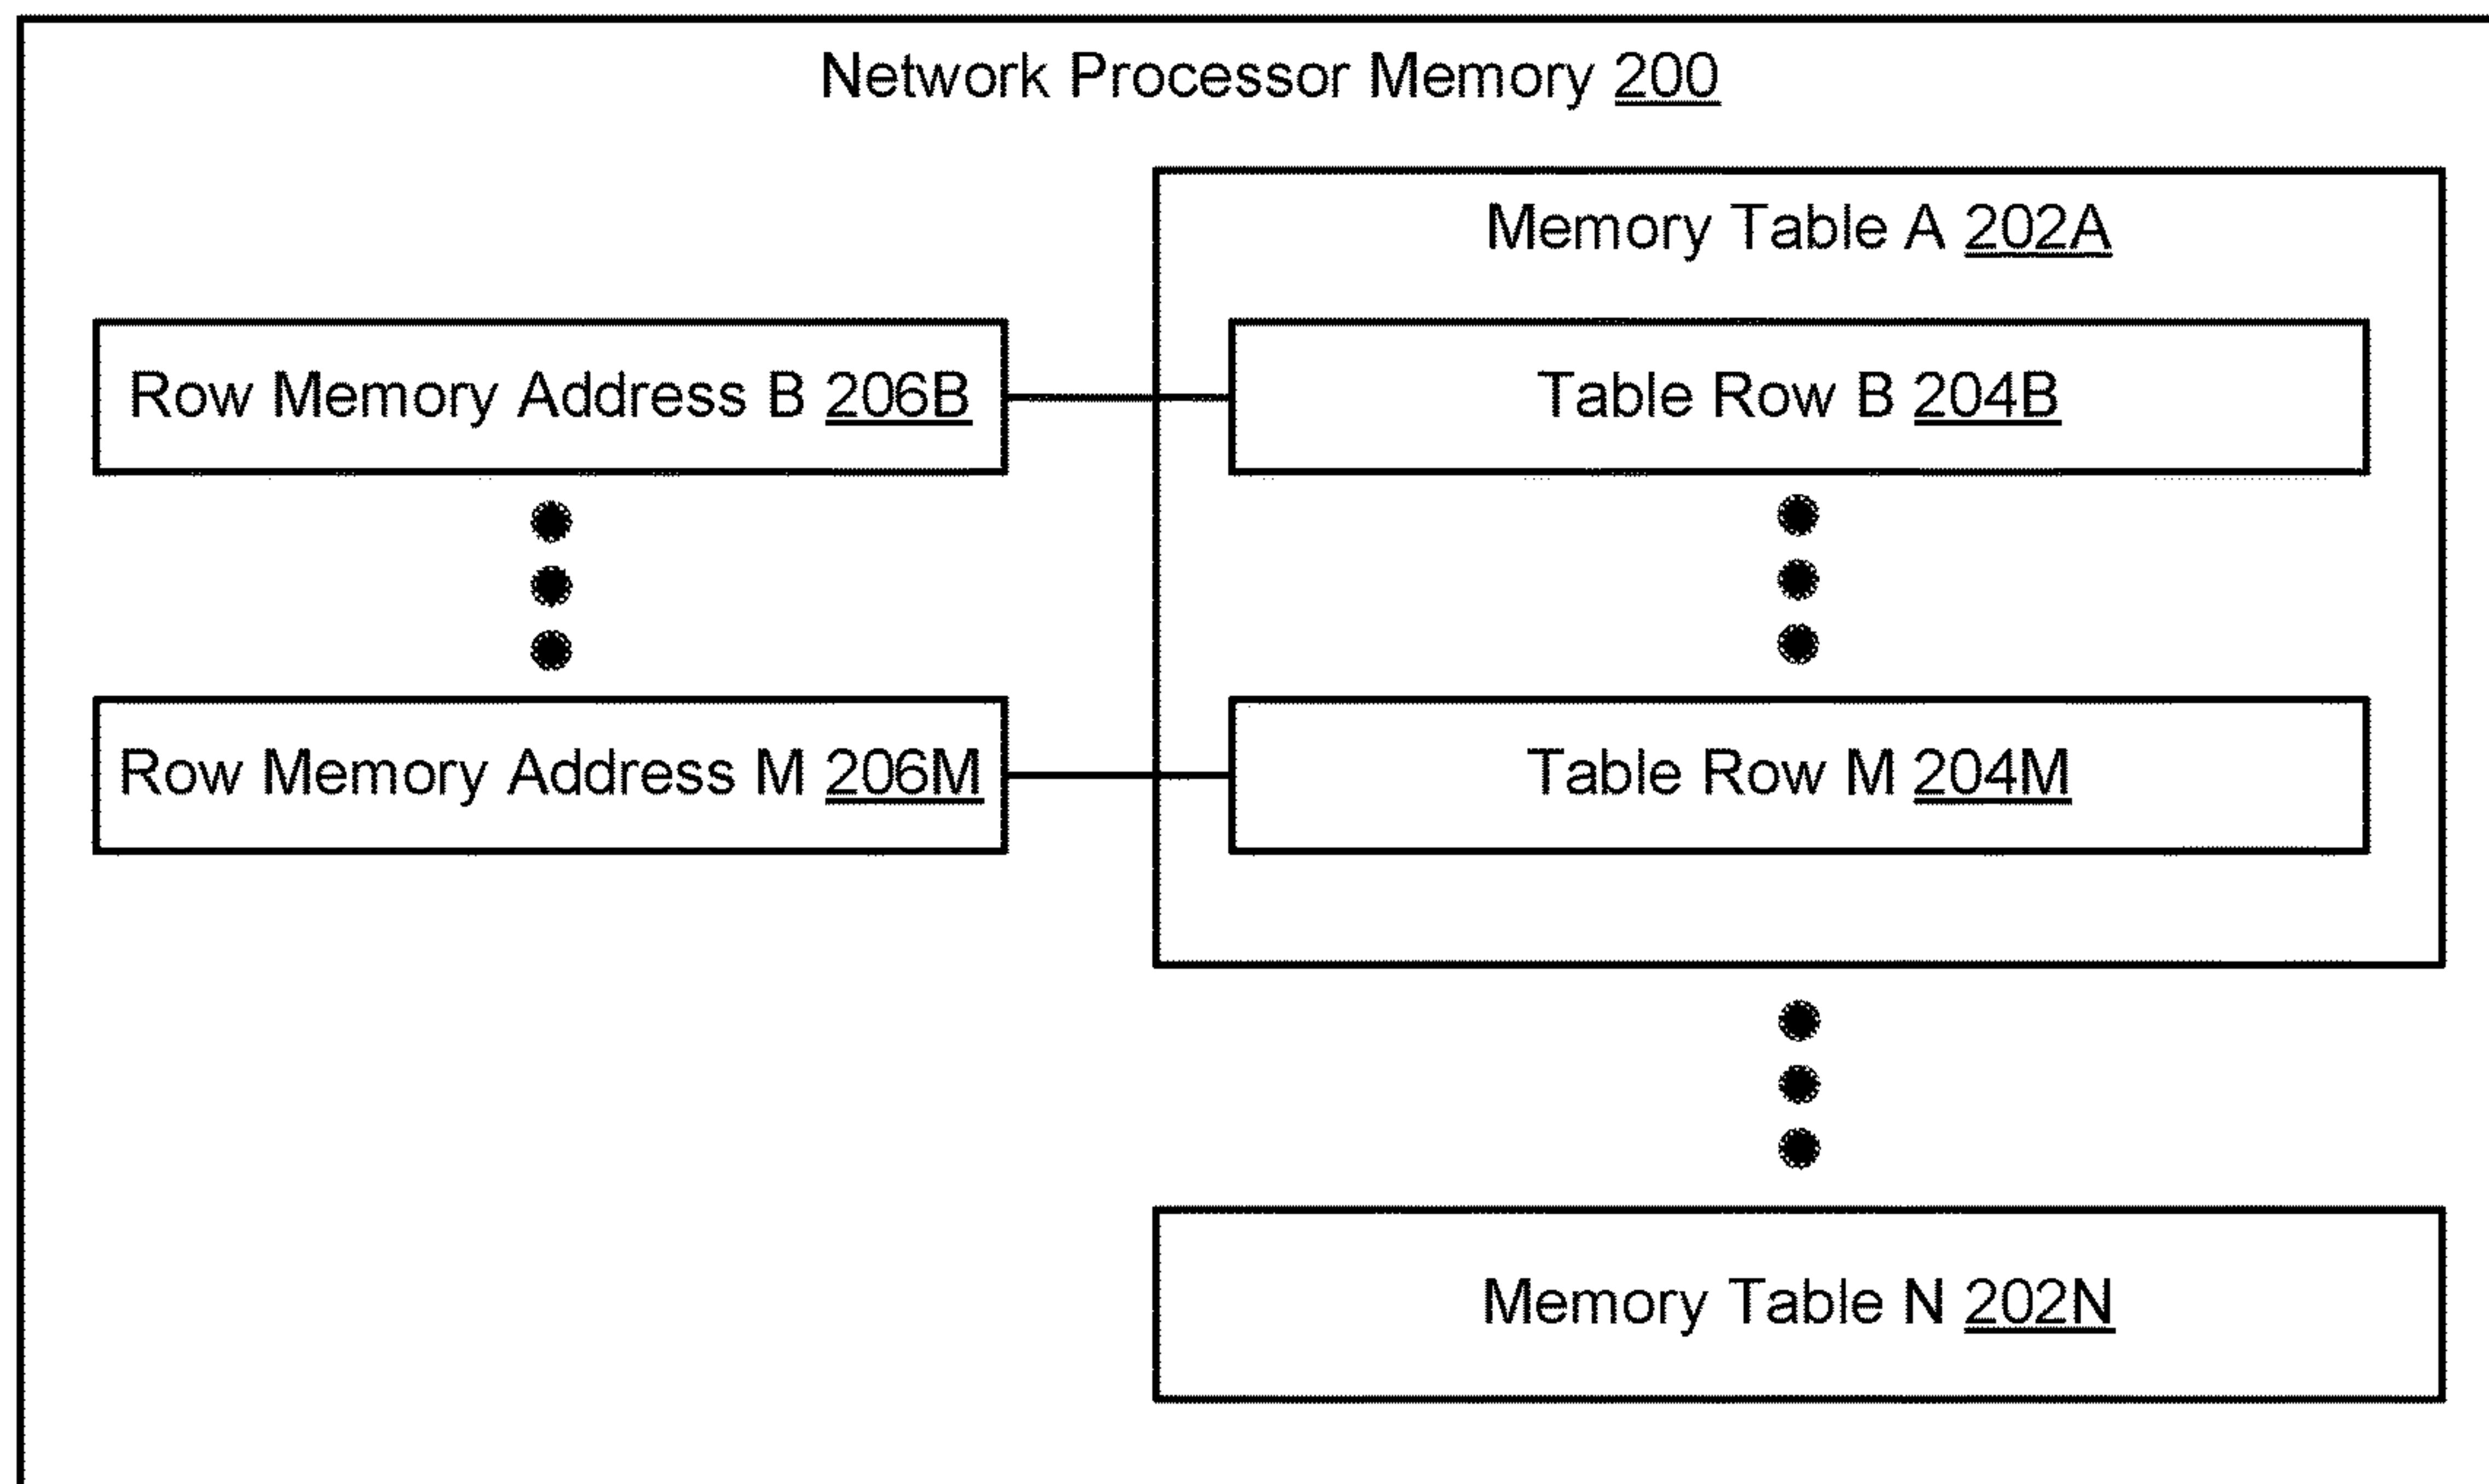 Network Processor Memory 200
Memory Table A 202A
Row Memory Address B 206B
Table Row B 204B
Row Memory Address M 206M
Table Row M 204M
Memory Table N 202N